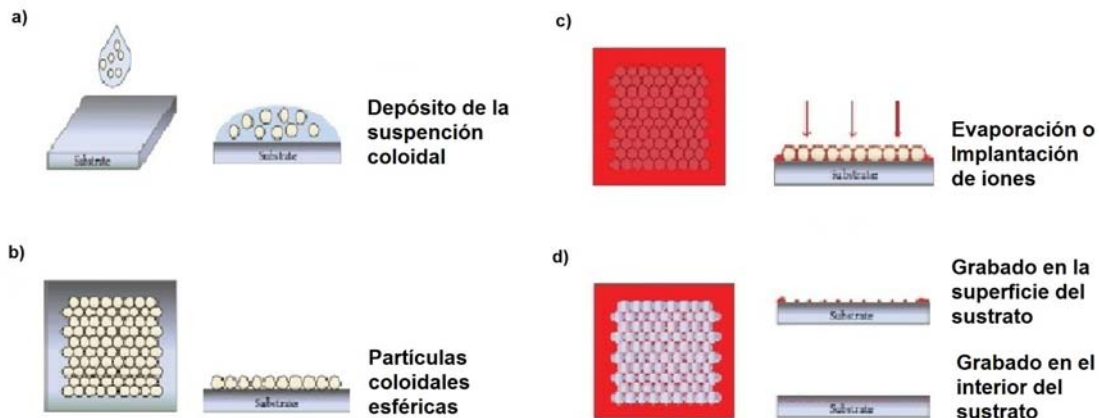 a)
Substrate
Substrate
Depósito de la
suspención
coloidal
b)
Substrate
Partículas
coloidales
esféricas
c)
Substrate
Evaporación o
Implantación
de iones
d)
Substrate
Grabado en la
superficie del
sustrato
Substrate
Grabado en el
interior del
sustrato